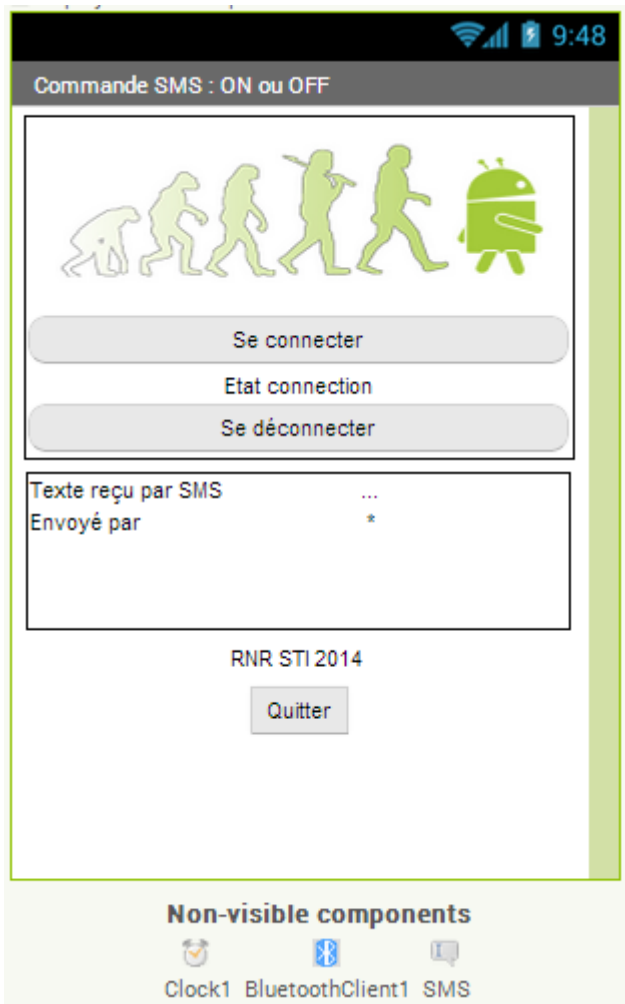 9:48
Commande SMS : ON ou OFF
Se connecter
Etat connection
Se déconnecter
Texte reçu par SMS ...
Envoyé par *
RNR STI 2014
Quitter
Non-visible components
Clock1 BluetoothClient1 SMS